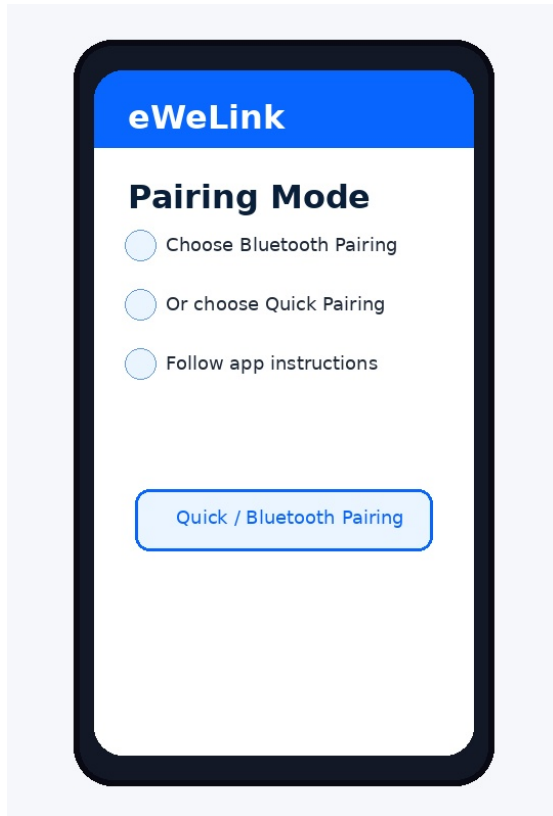 eWeLink
Pairing Mode
Choose Bluetooth Pairing
Or choose Quick Pairing
Follow app instructions
Quick / Bluetooth Pairing